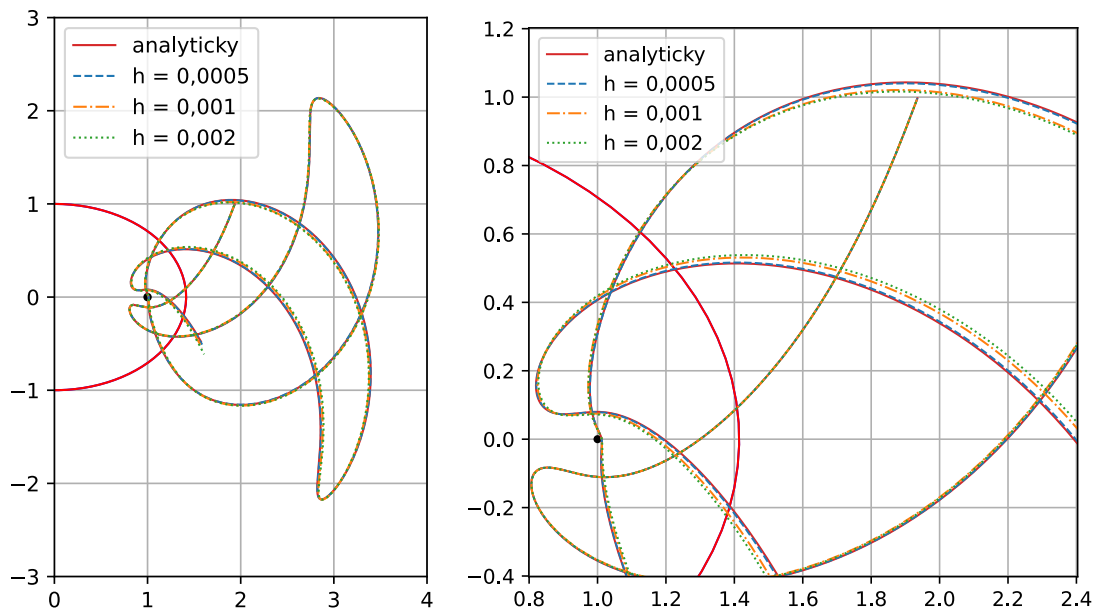 3
2
1
0
−1
−2
−3
0 1 2 3 4
analyticky
h = 0,0005
h = 0,001
h = 0,002
1.2
1.0
0.8
0.6
0.4
0.2
0.0
−0.2
−0.4
0.8 1.0 1.2 1.4 1.6 1.8 2.0 2.2 2.4
analyticky
h = 0,0005
h = 0,001
h = 0,002